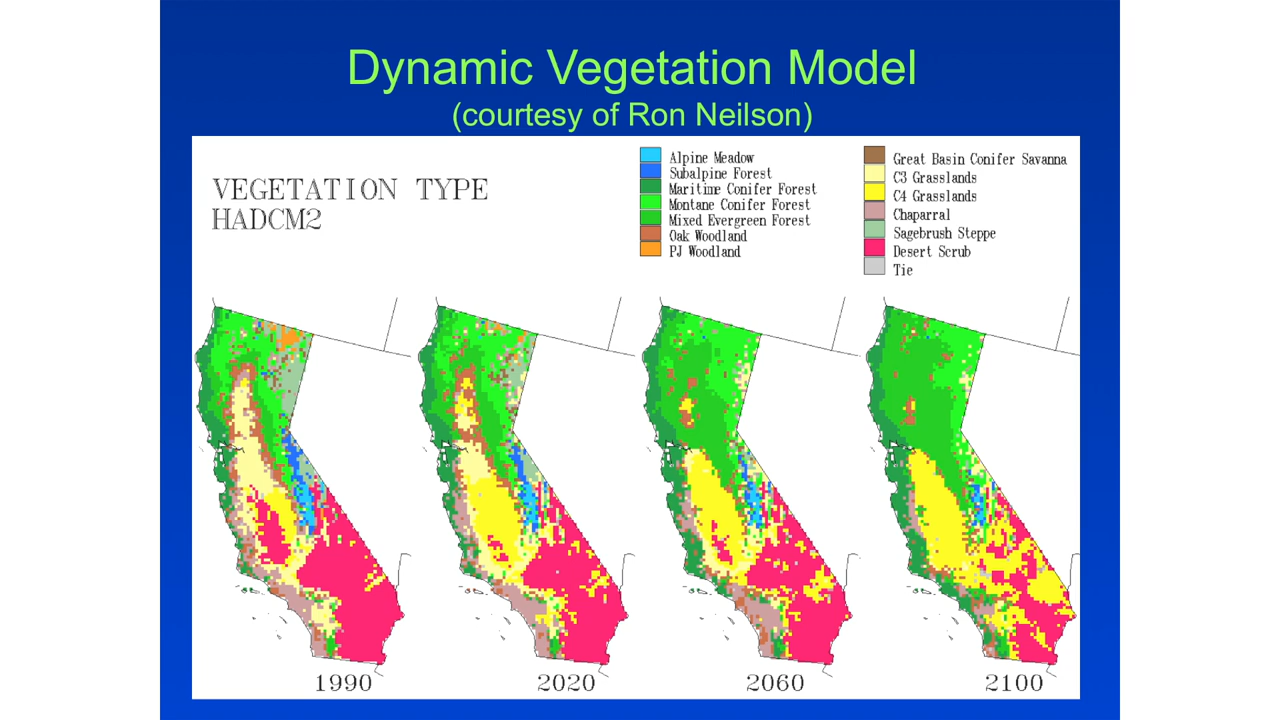 Dynamic Vegetation Model
(courtesy of Ron Neilson)
VEGETATION TYPE
HADCM2
Alpine Meadow
Subalpine Forest
Maritime Conifer Forest
Montane Conifer Forest
Mixed Evergreen Forest
Oak Woodland
PJ Woodland
Great Basin Conifer Savanna
C3 Grasslands
C4 Grasslands
Chaparral
Sagebrush Steppe
Desert Scrub
Tie
1990
2020
2060
2100